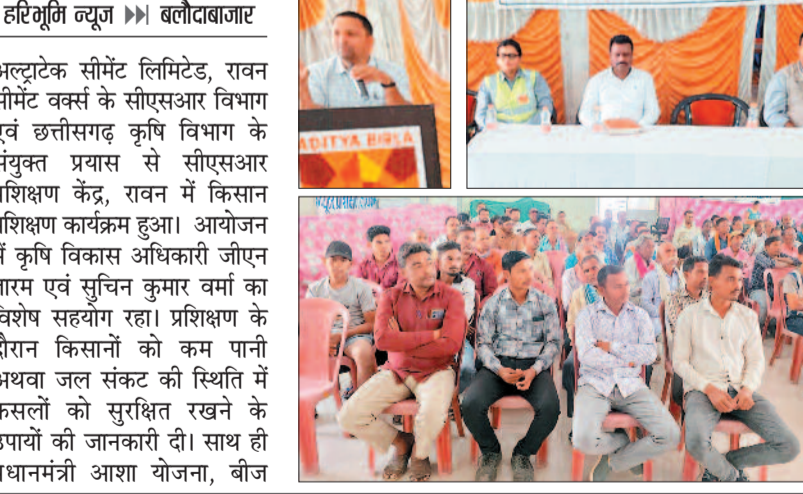 हरिभूमि न्यूज ▶▶| बलौदाबाजार
अल्ट्राटेक सीमेंट लिमिटेड, रावन
सीमेंट वर्क्स के सीएसआर विभाग
एवं छत्तीसगढ़ कृषि विभाग के
संयुक्त प्रयास से सीएसआर
प्रशिक्षण केंद्र, रावन में किसान
प्रशिक्षण कार्यक्रम हुआ। आयोजन
में कृषि विकास अधिकारी जीएन
तारम एवं सुचिन कुमार वर्मा का
विशेष सहयोग रहा। प्रशिक्षण के
दौरान किसानों को कम पानी
अथवा जल संकट की स्थिति में
फसलों को सुरक्षित रखने के
उपायों की जानकारी दी। साथ ही
प्रधानमंत्री आशा योजना, बीज
ADITYA BIRLA